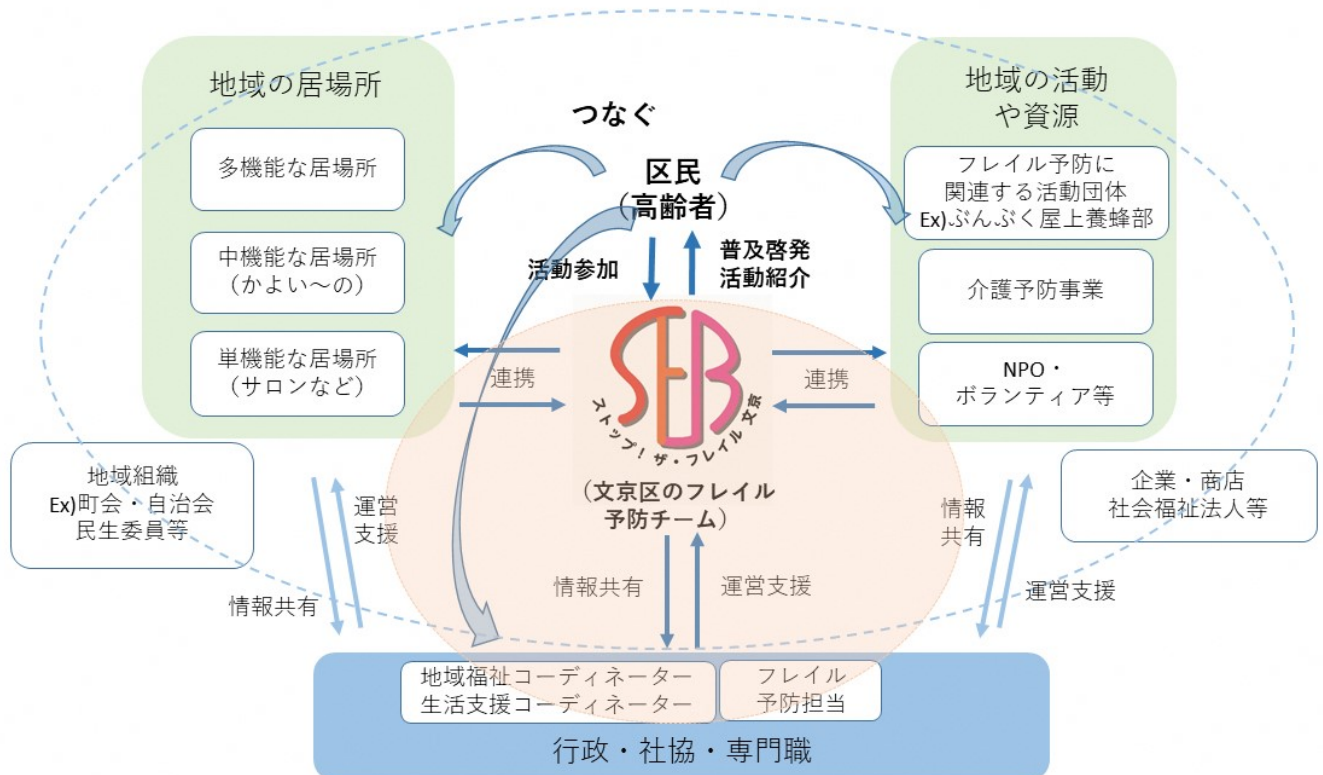 地域の居場所
多機能な居場所
中機能な居場所
（かよい～の）
単機能な居場所
（サロンなど）
つなぐ
区民
（高齢者）
活動参加
普及啓発
活動紹介
地域の活動
や資源
フレイル予防に
関連する活動団体
Ex)ぶんぶく屋上養蜂部
介護予防事業
NPO・
ボランティア等
連携
連携
SFB
ストップ！ザ・フレイル 文京
（文京区のフレイル
予防チーム）
地域組織
Ex)町会・自治会
民生委員等
運営
支援
情報共有
情報共有
運営支援
情報
共有
運営支援
企業・商店
社会福祉法人等
地域福祉コーディネーター
生活支援コーディネーター
フレイル
予防担当
行政・社協・専門職